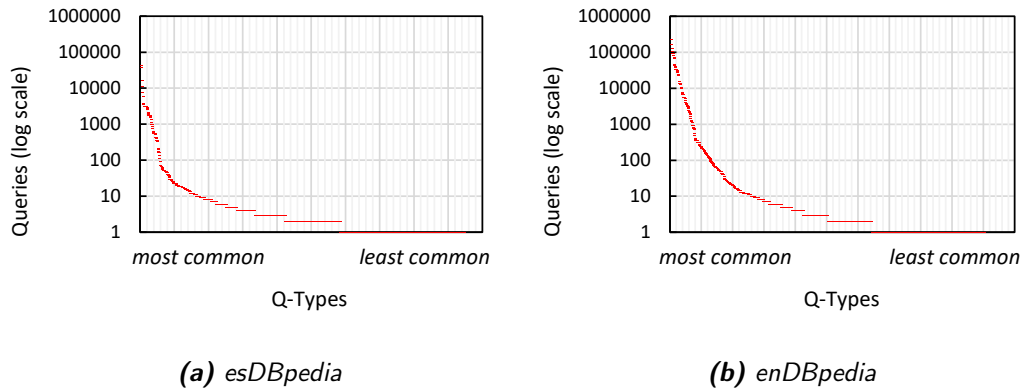 1000000
100000
10000
1000
100
10
1
Queries (log scale)
most common least common
Q-Types
(a) esDBpedia
1000000
100000
10000
1000
100
10
1
Queries (log scale)
most common least common
Q-Types
(b) enDBpedia